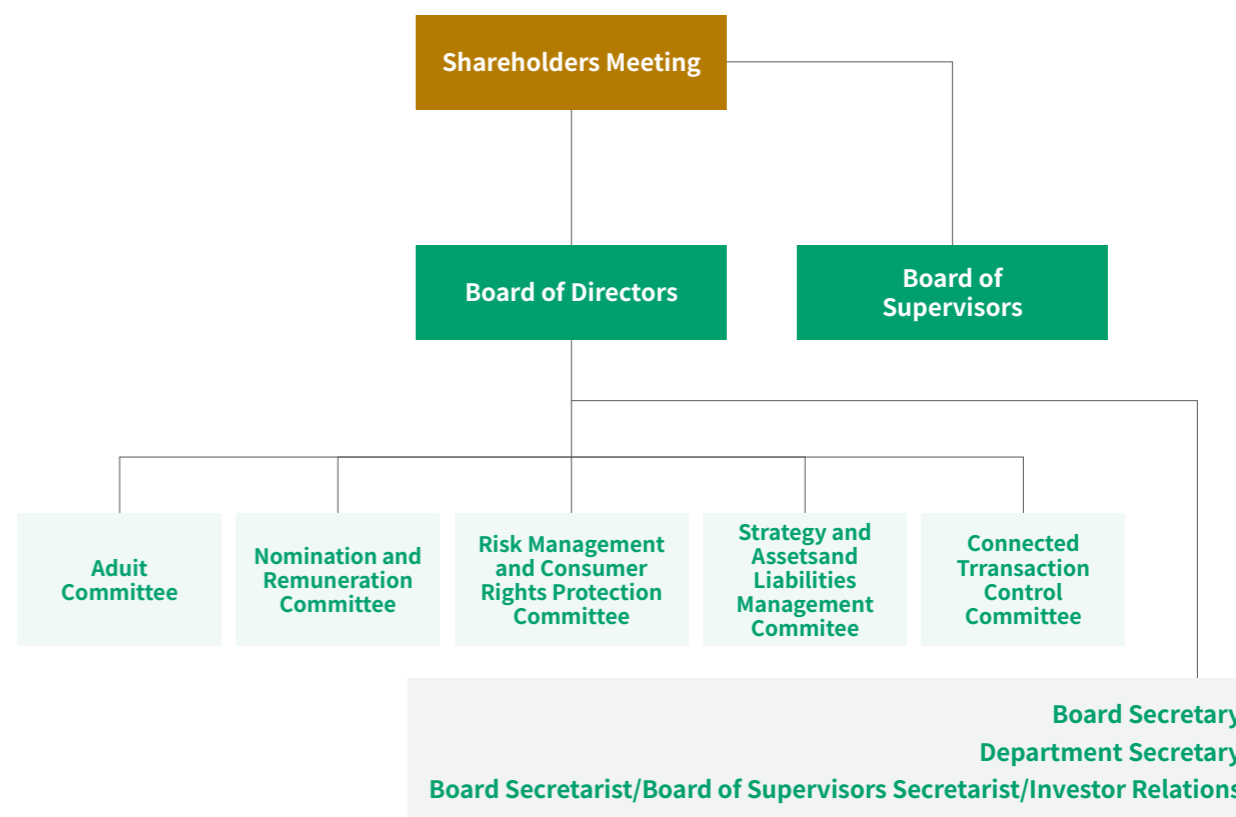 Shareholders Meeting
Board of Directors
Board of
Supervisors
Aduit
Committee
Nomination and
Remuneration
Committee
Risk Management
and Consumer
Rights Protection
Committee
Strategy and
Assetsand
Liabilities
Management
Commitee
Connected
Trransaction
Control
Committee
Board Secretary
Department Secretary
Board Secretarist/Board of Supervisors Secretarist/Investor Relations